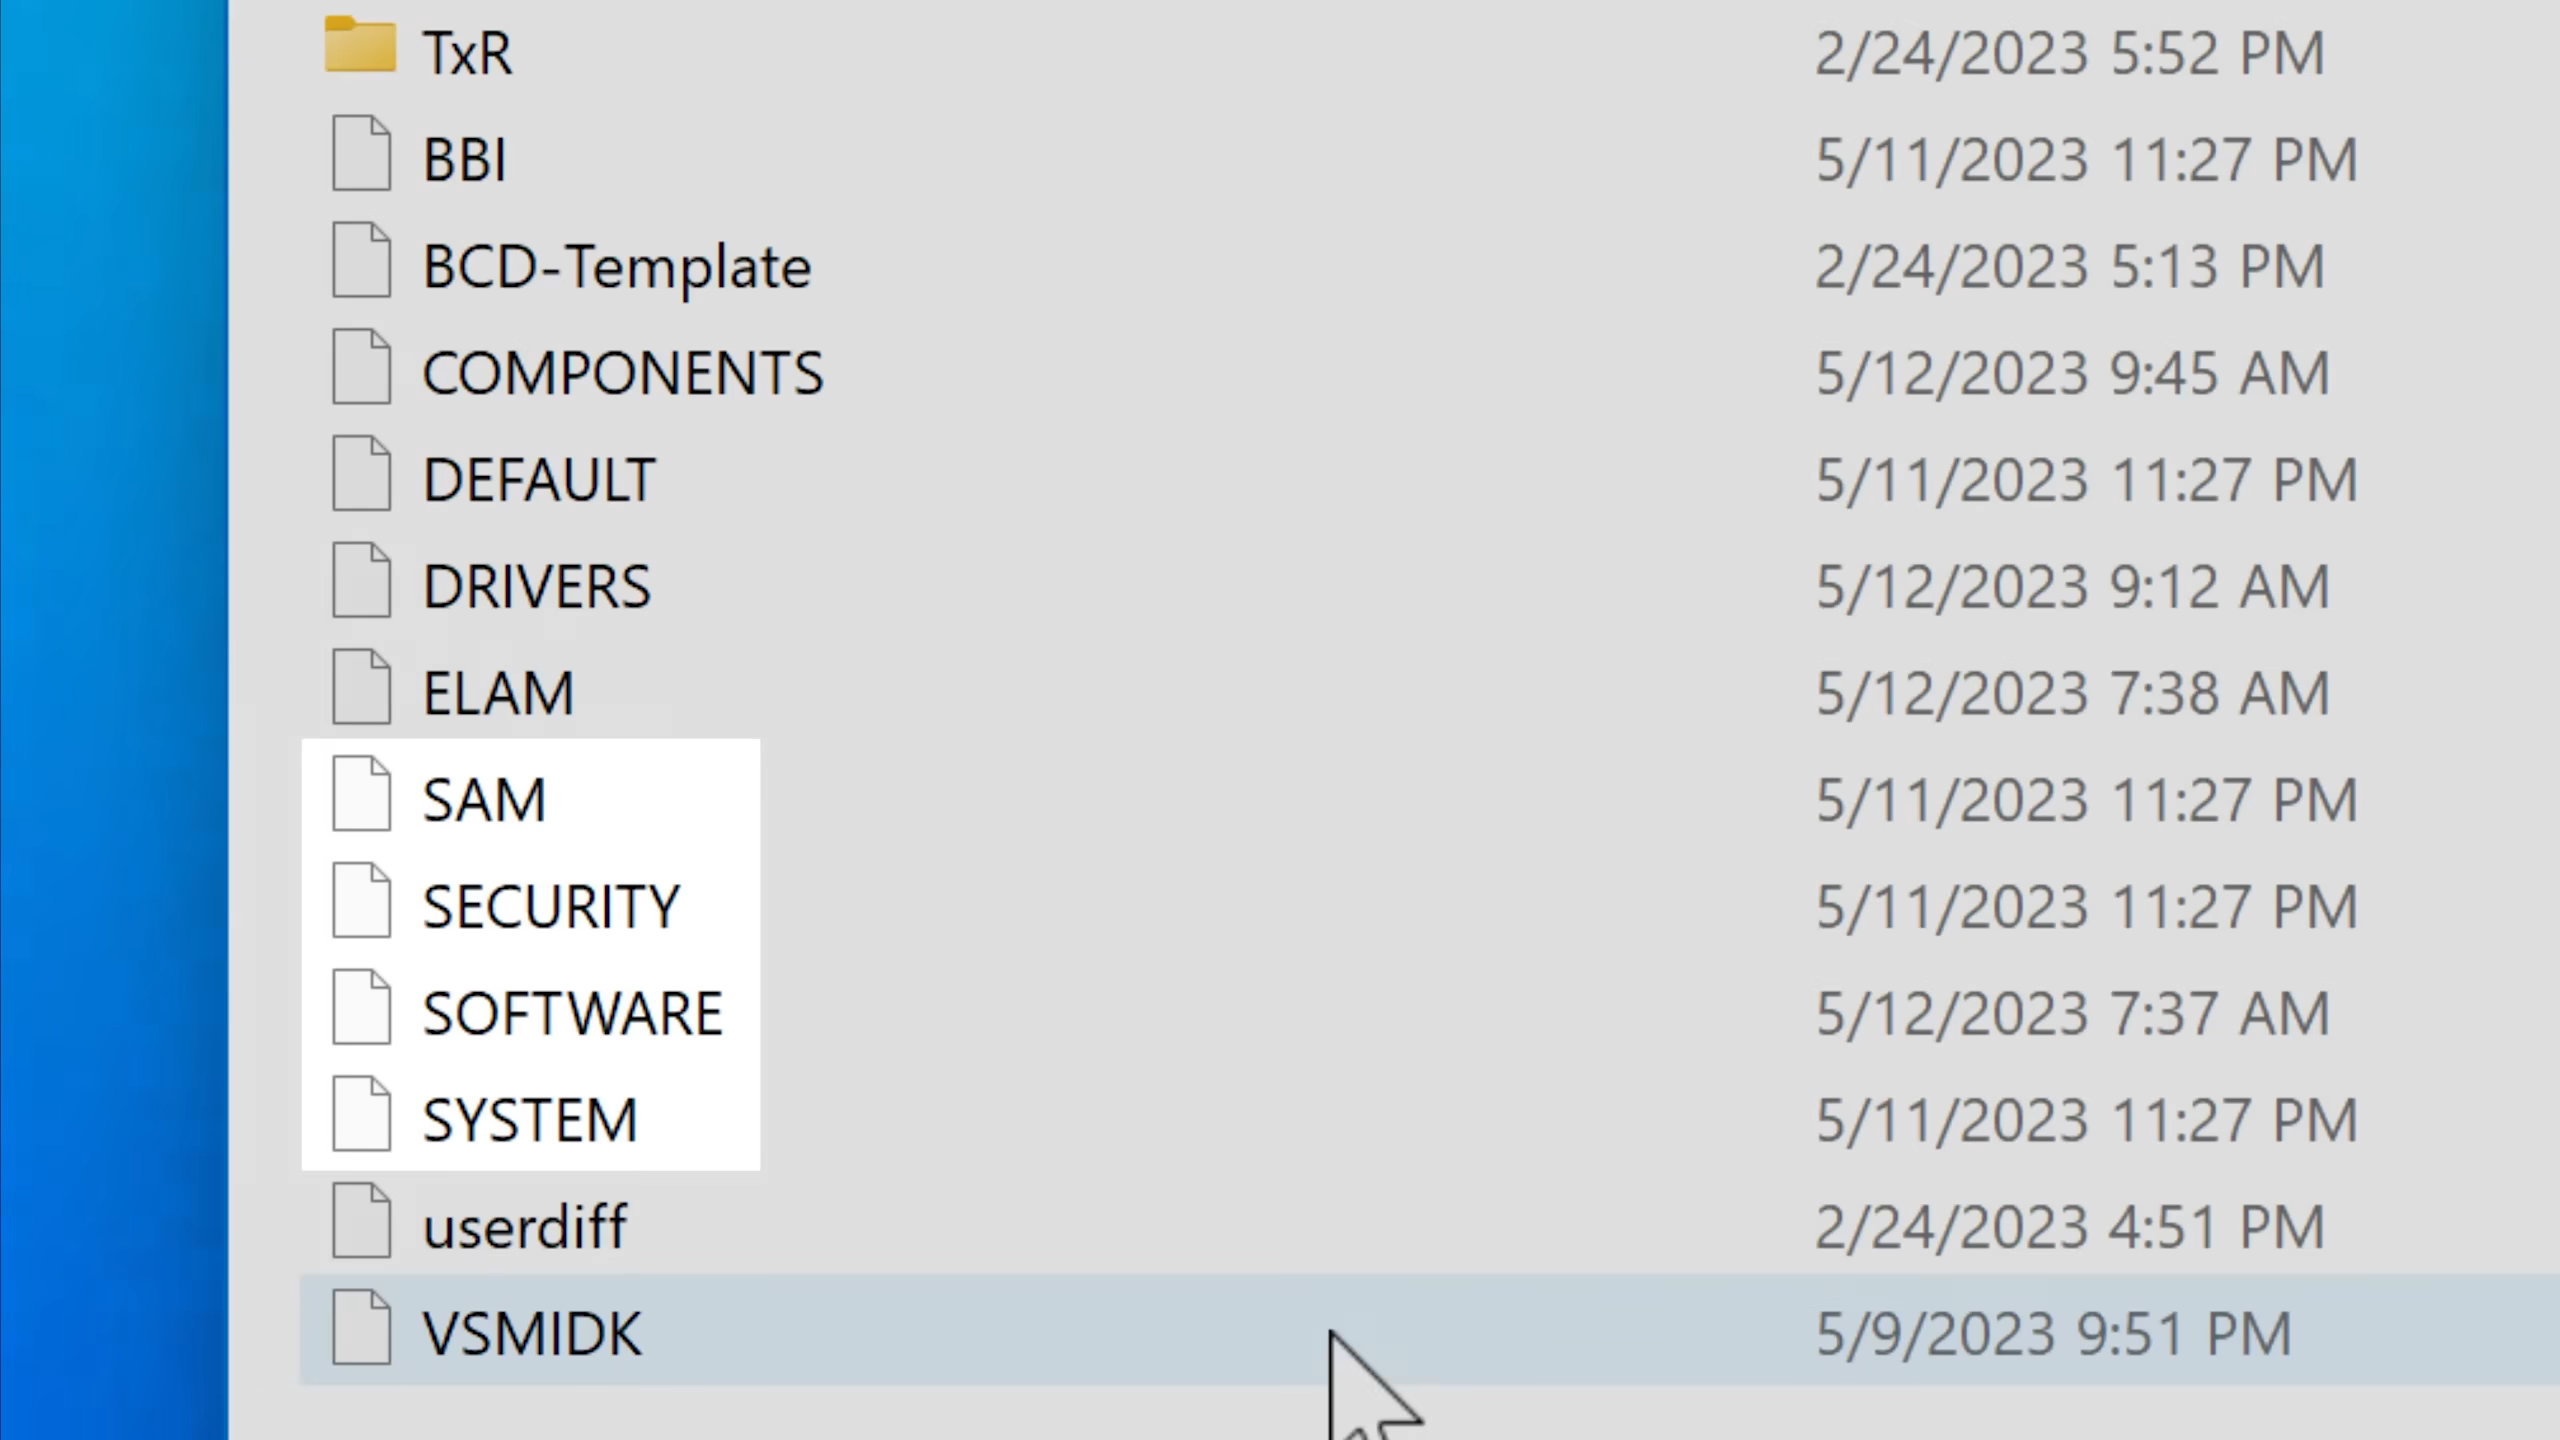 TxR 2/24/2023 5:52 PM
BBI 5/11/2023 11:27 PM
BCD-Template 2/24/2023 5:13 PM
COMPONENTS 5/12/2023 9:45 AM
DEFAULT 5/11/2023 11:27 PM
DRIVERS 5/12/2023 9:12 AM
ELAM 5/12/2023 7:38 AM
SAM 5/11/2023 11:27 PM
SECURITY 5/11/2023 11:27 PM
SOFTWARE 5/12/2023 7:37 AM
SYSTEM 5/11/2023 11:27 PM
userdiff 2/24/2023 4:51 PM
VSMIDK 5/9/2023 9:51 PM